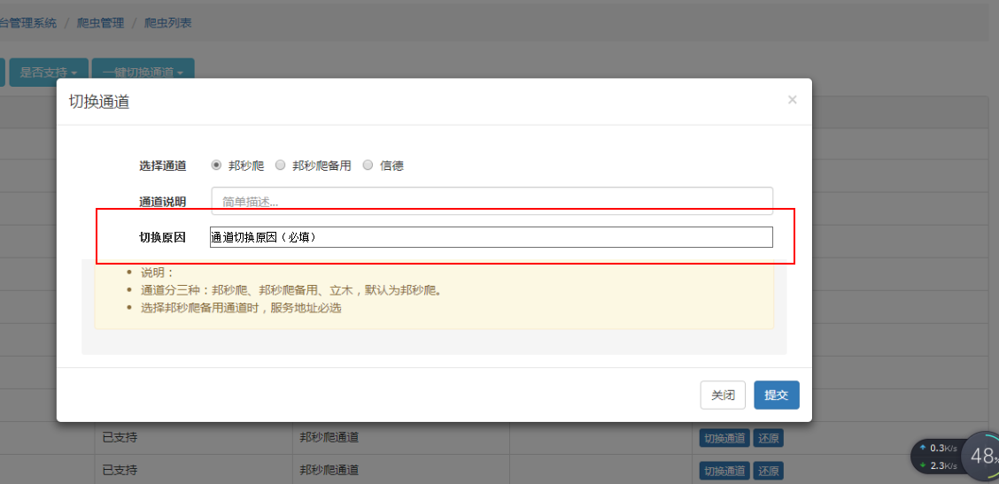 台管理系统 / 爬虫管理 / 爬虫列表
是否支持 一键切换通道
切换通道 ×
选择通道 邦秒爬 邦秒爬备用 信德
通道说明 简单描述...
切换原因 通道切换原因（必填）
说明：
通道分三种：邦秒爬、邦秒爬备用、立木，默认为邦秒爬。
选择邦秒爬备用通道时，服务地址必选
关闭 提交
已支持 邦秒爬通道 切换通道 还原
已支持 邦秒爬通道 切换通道 还原
0.3K/s
2.3K/s
48%